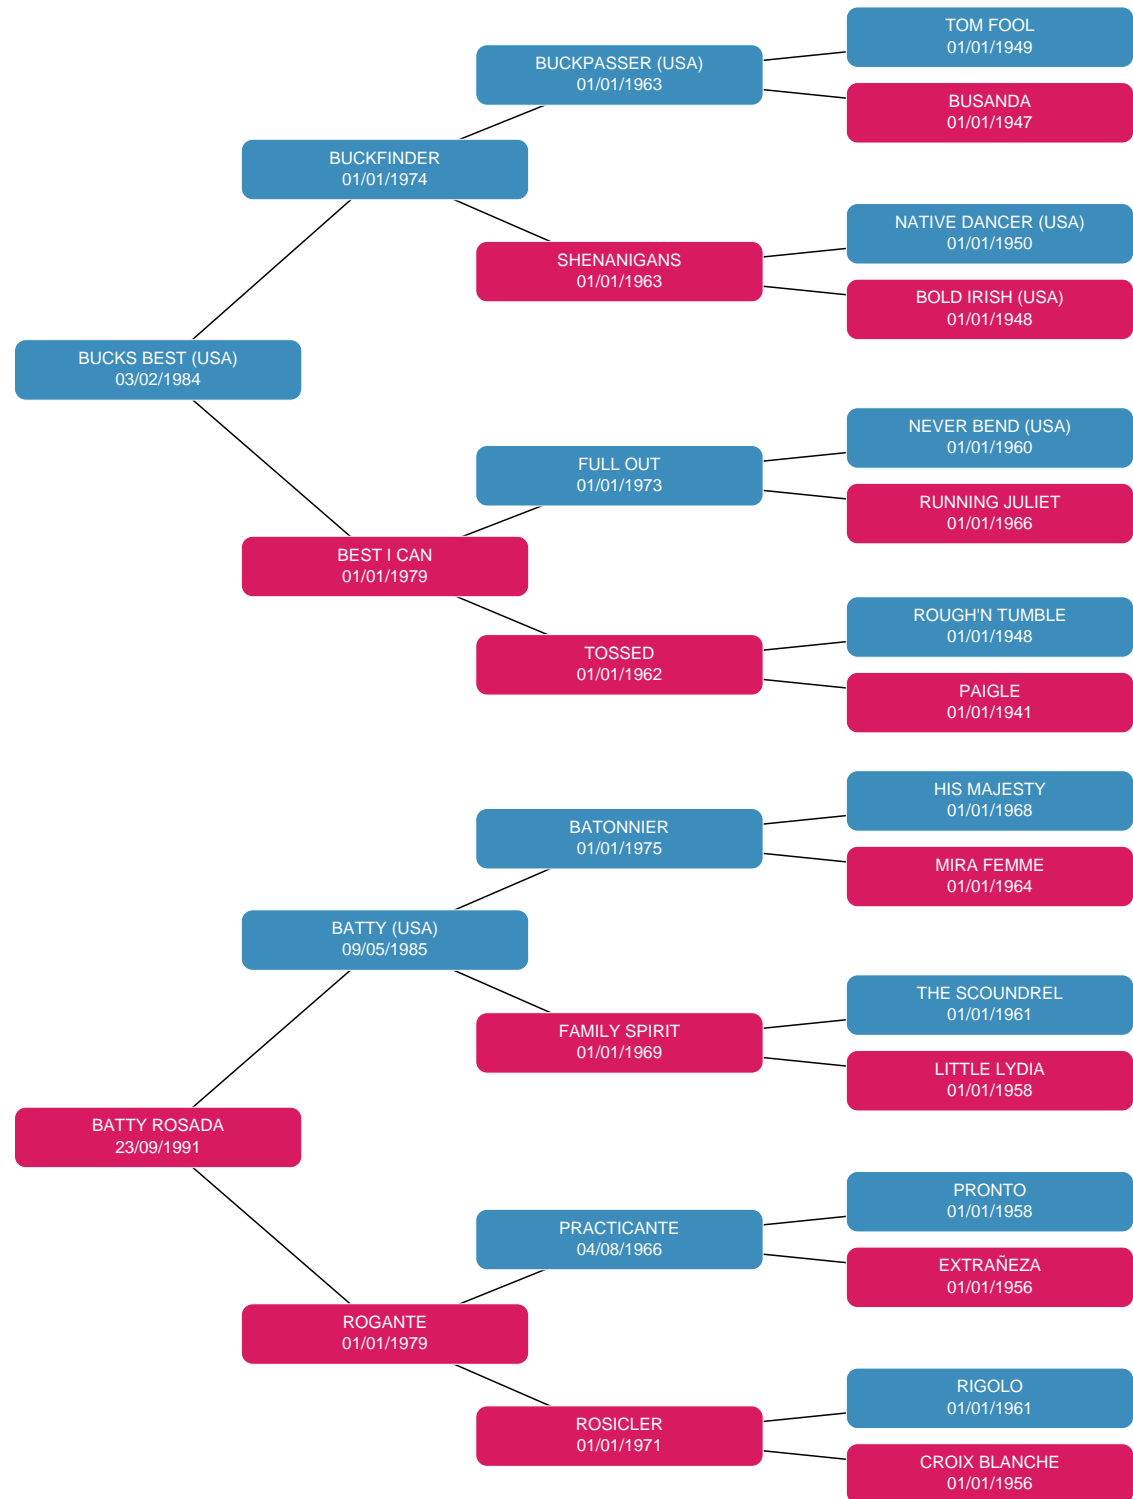 TOM FOOL
01/01/1949
BUCKPASSER (USA)
01/01/1963
BUSANDA
01/01/1947
BUCKFINDER
01/01/1974
NATIVE DANCER (USA)
01/01/1950
SHENANIGANS
01/01/1963
BOLD IRISH (USA)
01/01/1948
BUCKS BEST (USA)
03/02/1984
NEVER BEND (USA)
01/01/1960
FULL OUT
01/01/1973
RUNNING JULIET
01/01/1966
BEST I CAN
01/01/1979
ROUGH'N TUMBLE
01/01/1948
TOSSED
01/01/1962
PAIGLE
01/01/1941
HIS MAJESTY
01/01/1968
BATONNIER
01/01/1975
MIRA FEMME
01/01/1964
BATTY (USA)
09/05/1985
THE SCOUNDREL
01/01/1961
FAMILY SPIRIT
01/01/1969
LITTLE LYDIA
01/01/1958
BATTY ROSADA
23/09/1991
PRONTO
01/01/1958
PRACTICANTE
04/08/1966
EXTRAÑEZA
01/01/1956
ROGANTE
01/01/1979
RIGOLO
01/01/1961
ROSICLER
01/01/1971
CROIX BLANCHE
01/01/1956